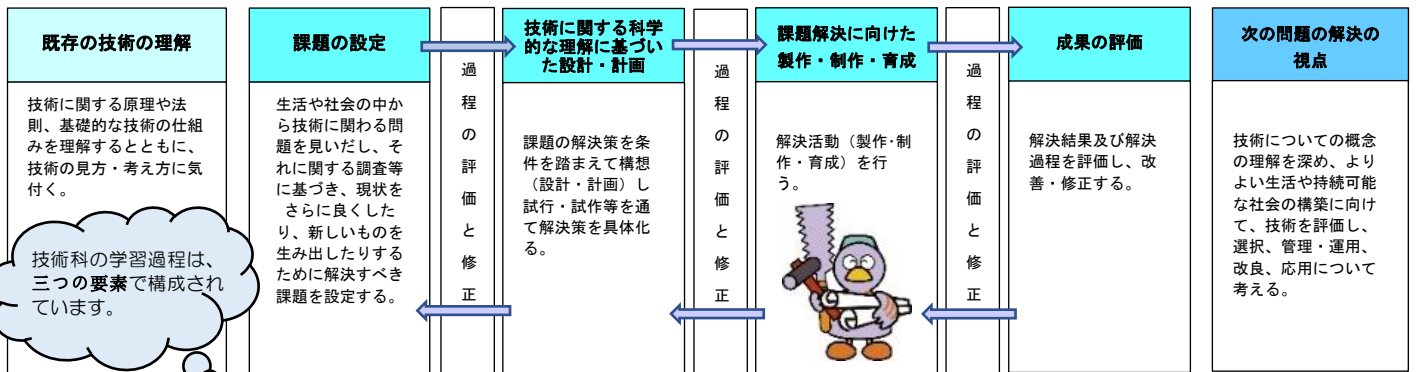 既存の技術の理解
技術に関する原理や法
則、基礎的な技術の仕組
みを理解するとともに、
技術の見方・考え方に気
付く。
技術科の学習過程は、
三つの要素で構成され
ています。
課題の設定
生活や社会の中か
ら技術に関わる問
題を見いだし、そ
れに関する調査等
に基づき、現状を
さらに良くした
り、新しいものを
生み出したりする
ために解決すべき
課題を設定する。
過程の評価と修正
技術に関する科学
的な理解に基づい
た設計・計画
課題の解決策を条
件を踏まえて構想
（設計・計画）し
試行・試作等を通
て解決策を具体化
る。
過程の評価と修正
課題解決に向けた
製作・制作・育成
解決活動（製作・制
作・育成）を行
う。
過程の評価と修正
成果の評価
解決結果及び解決
過程を評価し、改
善・修正する。
次の問題の解決の
視点
技術についての概念
の理解を深め、より
よい生活や持続可能
な社会の構築に向け
て、技術を評価し、
選択、管理・運用、
改良、応用について
考える。